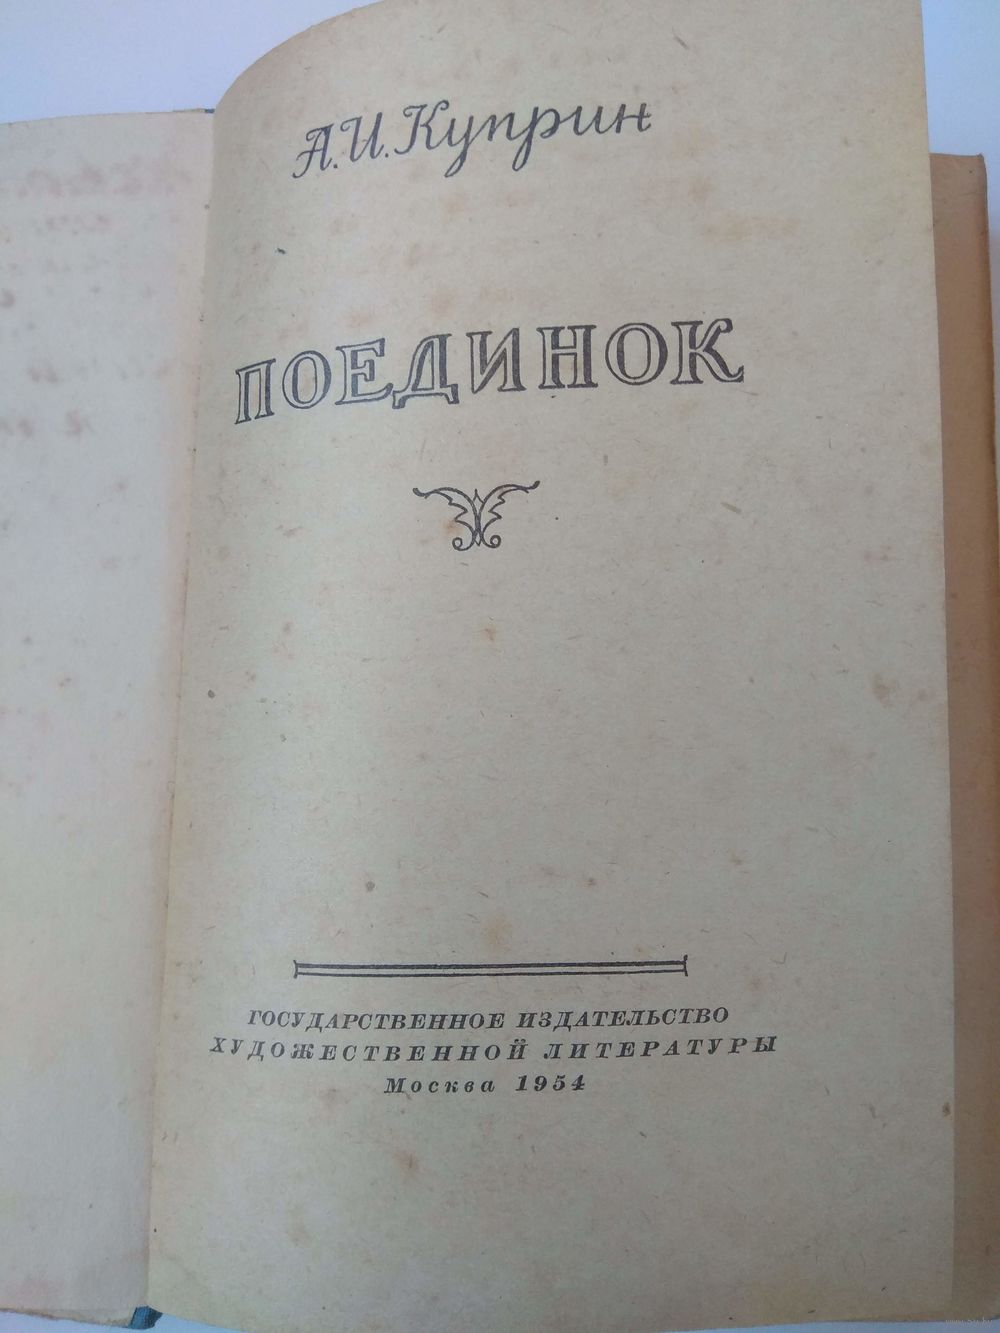 А.И.Куприн
ПОЕДИНОК
ГОСУДАРСТВЕННОЕ ИЗДАТЕЛЬСТВО
ХУДОЖЕСТВЕННОЙ ЛИТЕРАТУРЫ
Москва 1954